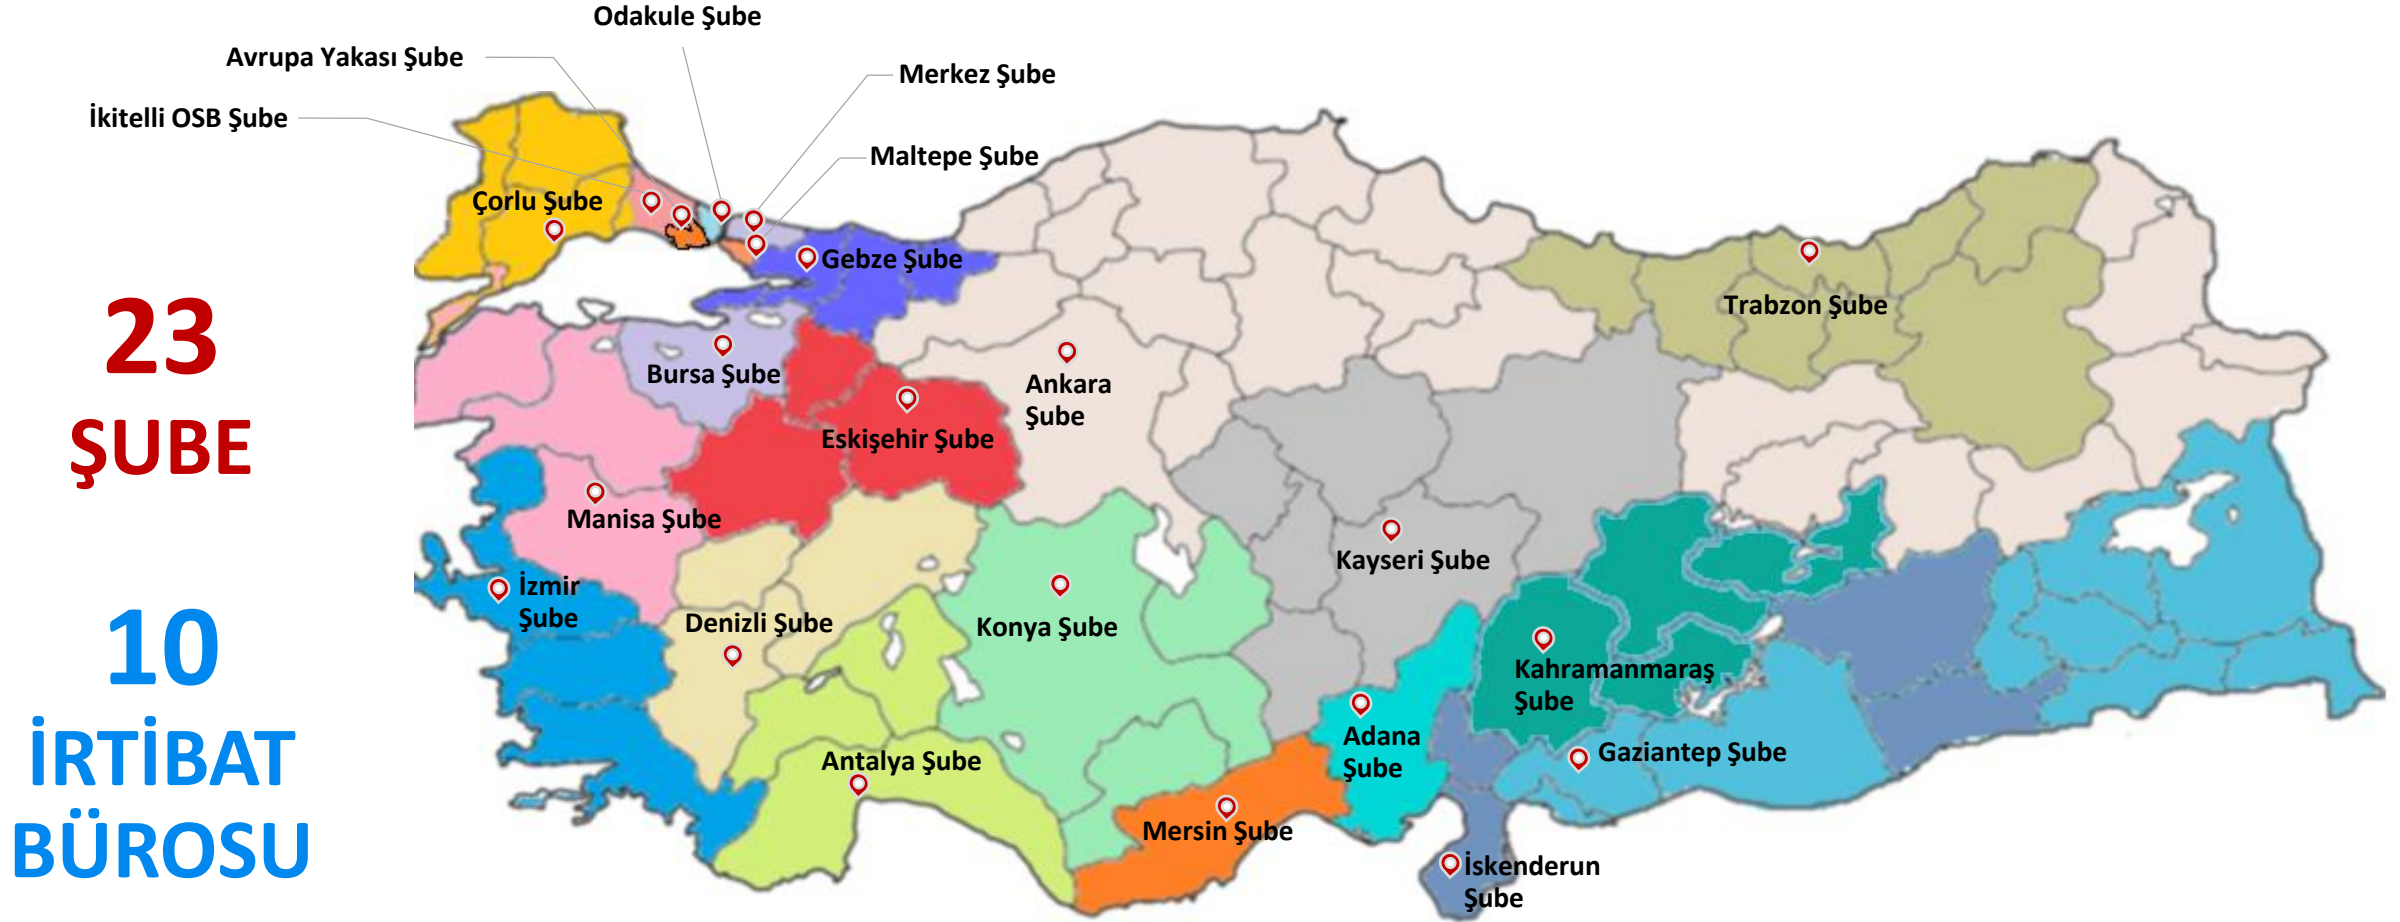 Odakule Şube
Avrupa Yakası Şube
Merkez Şube
İkitelli OSB Şube
Maltepe Şube
Çorlu Şube
Gebze Şube
23
ŞUBE
Trabzon Şube
Bursa Şube
Ankara
Şube
Eskişehir Şube
Manisa Şube
Kayseri Şube
İzmir
Şube
10
İRTİBAT
BÜROSU
Denizli Şube
Konya Şube
Kahramanmaraş
Şube
Adana
Şube
Gaziantep Şube
Antalya Şube
Mersin Şube
İskenderun
Şube